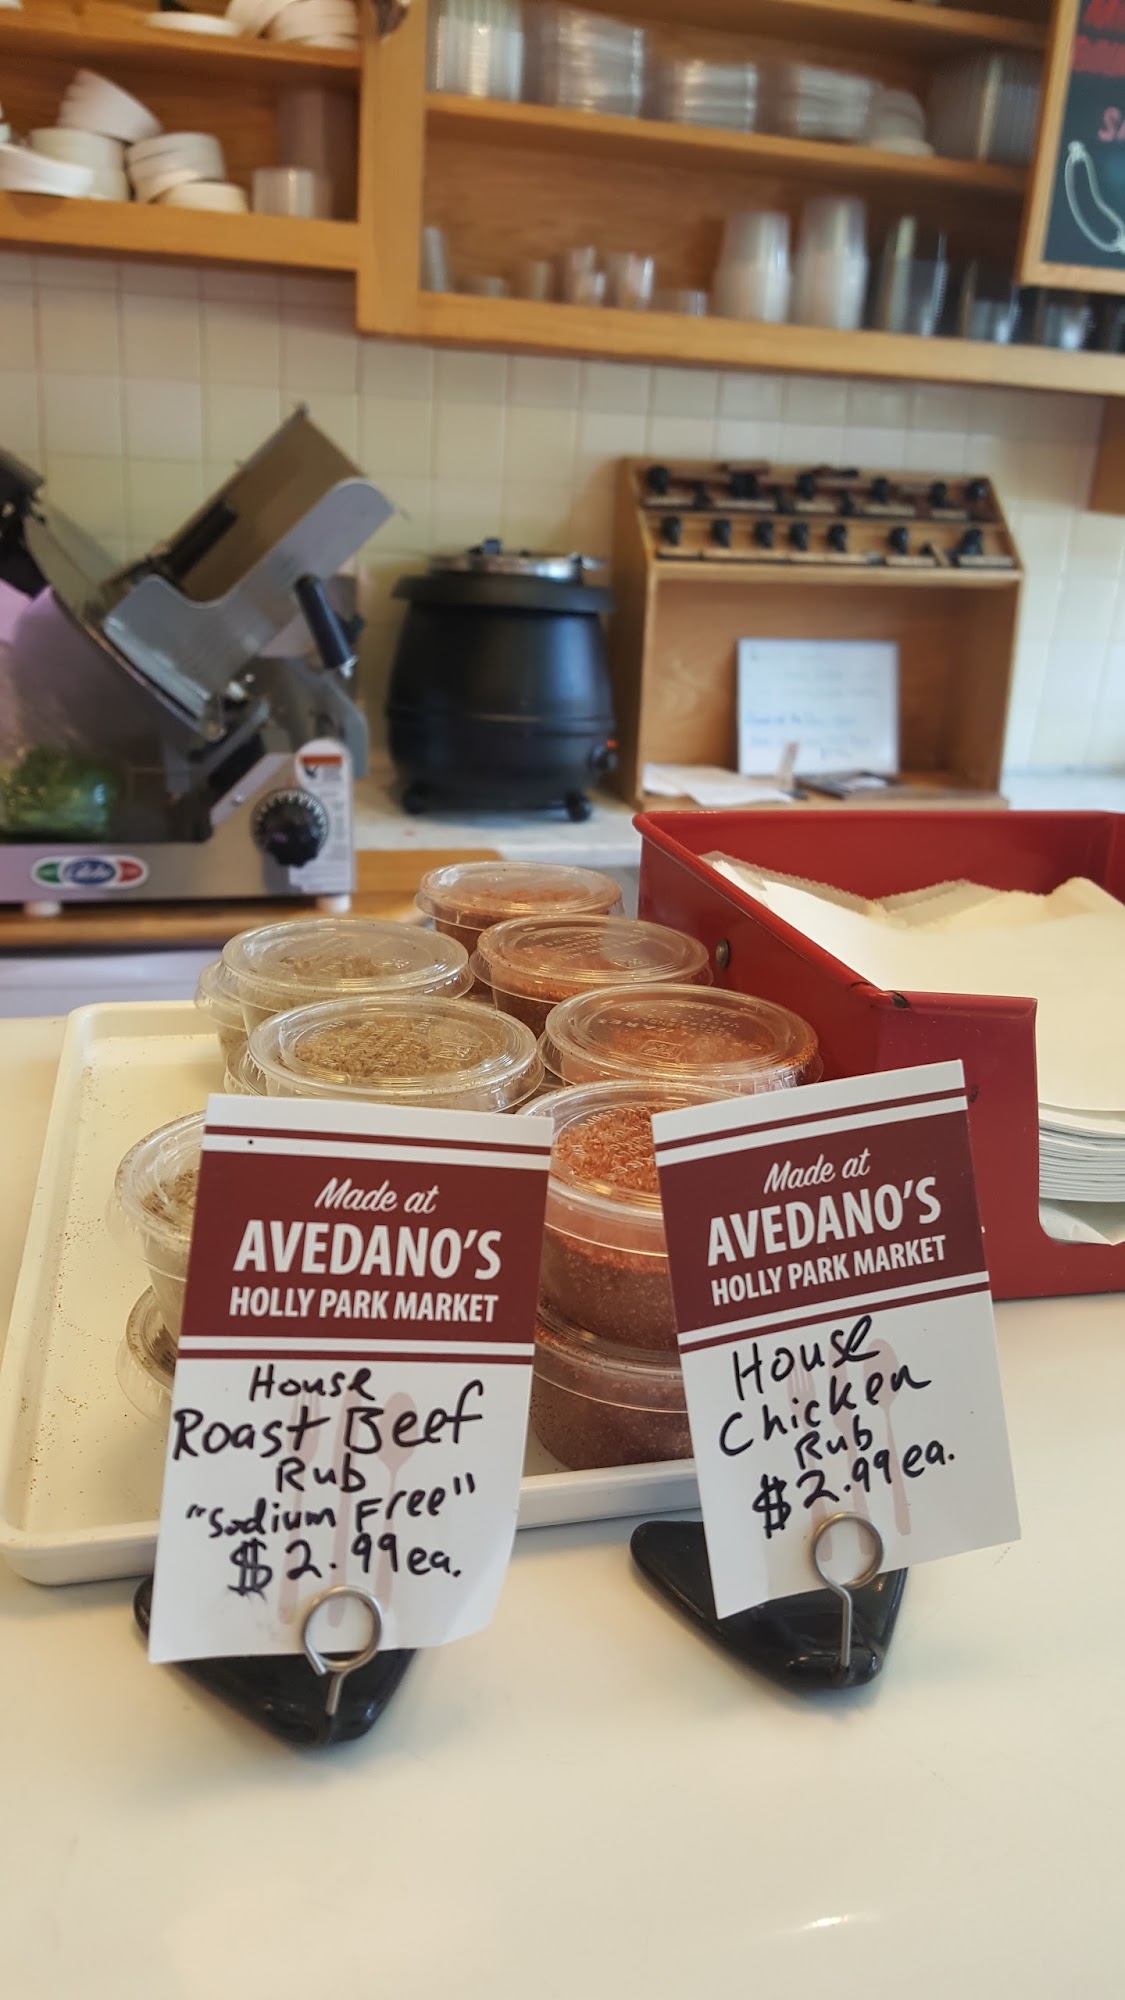 Made at
AVEDANO'S
HOLLY PARK MARKET
House
Roast Beef
Rub
"Sodium Free"
$2.99ea.
Made at
AVEDANO'S
HOLLY PARK MARKET
House
Chicken
Rub
$2.99ea.